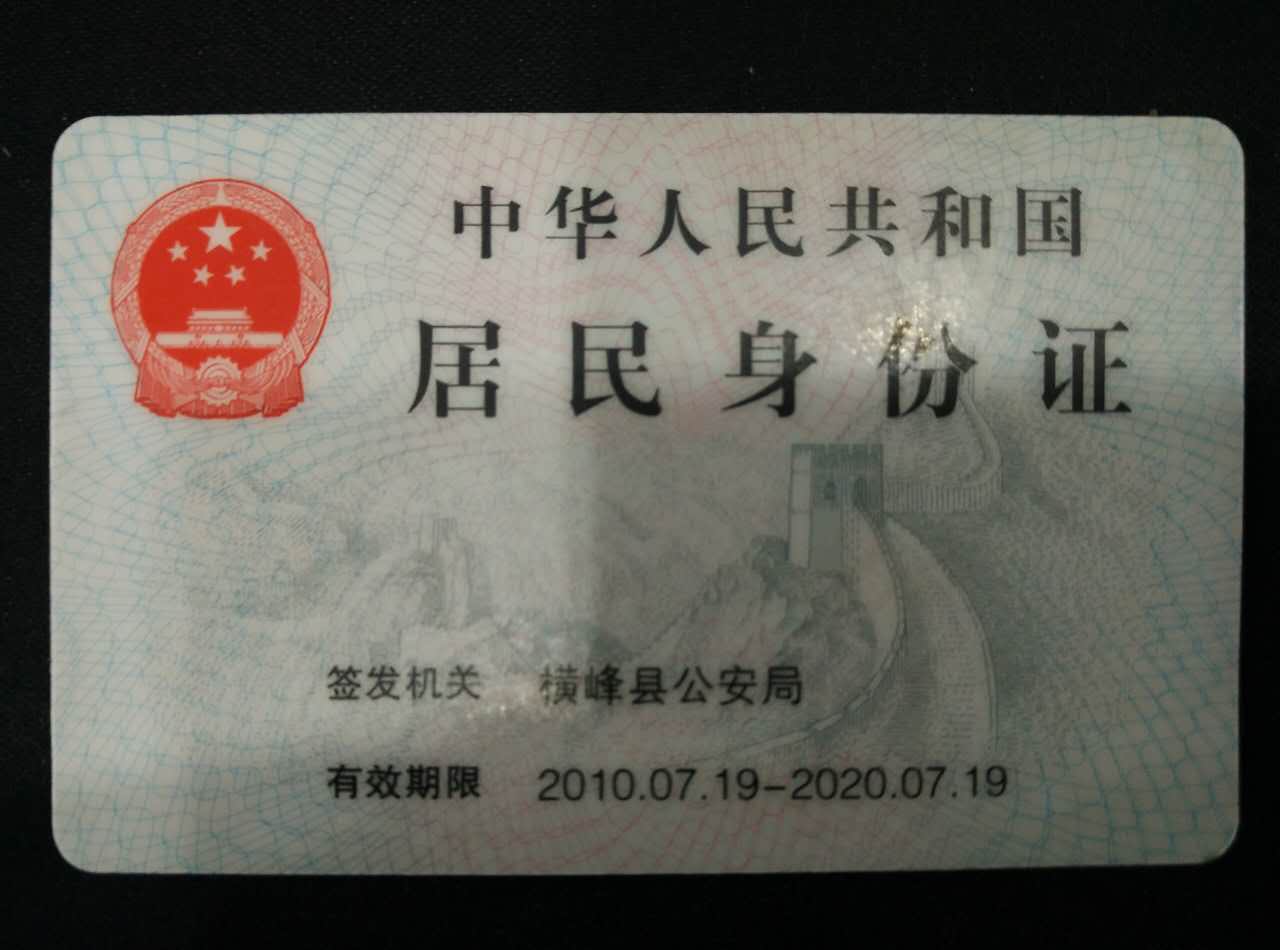 中华人民共和国
居民身份证
签发机关 横峰县公安局
有效期限 2010.07.19-2020.07.19